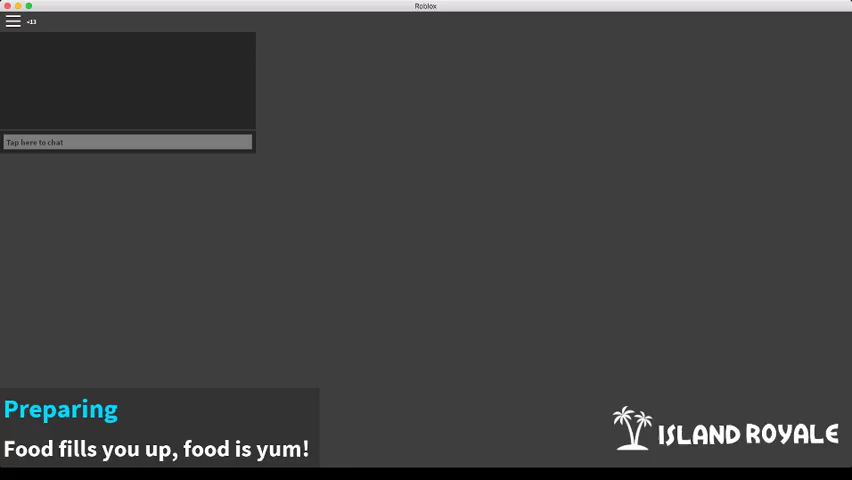 Roblox
<13
Tap here to chat
Preparing
Food fills you up, food is yum!
ISLAND ROYALE